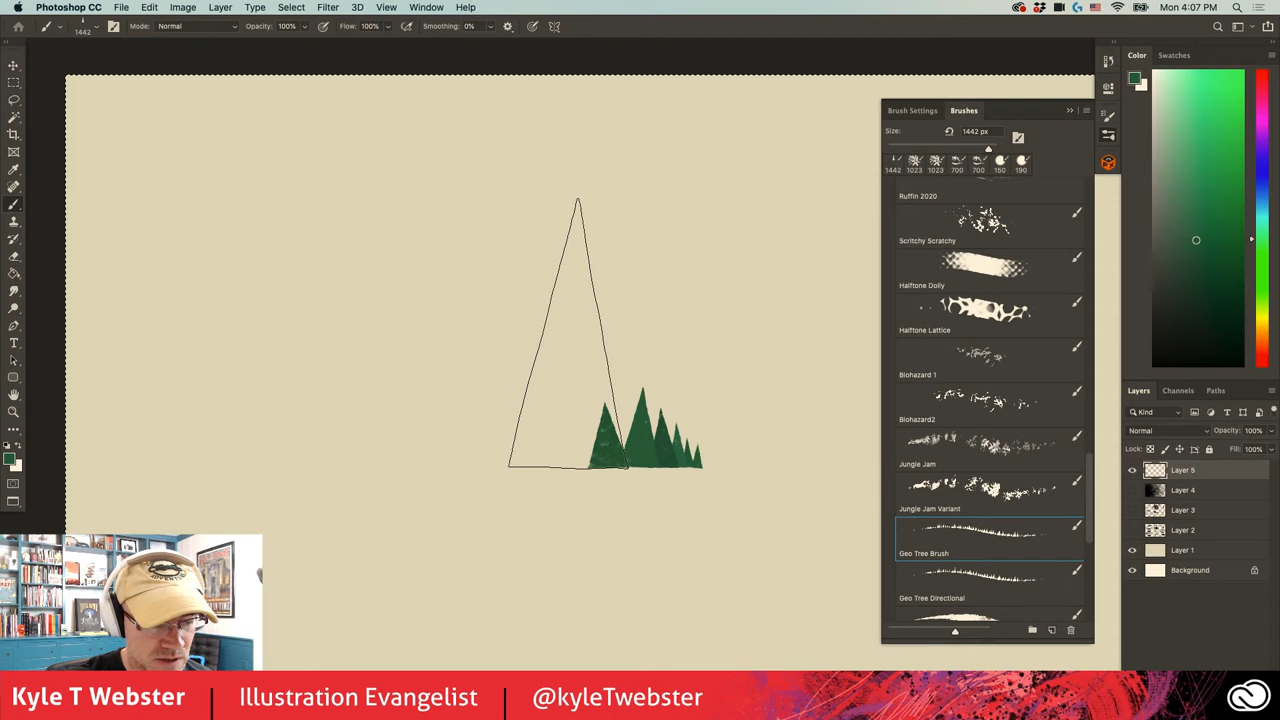 Photoshop CC File Edit Image Layer Type Select Filter 3D View Window Help Mon 4:07 PM
1442 Mode: Normal Opacity: 100% Flow: 100% Smoothing: 0%
Color Swatches
Brush Settings Brushes
Size: 1442 px
1442 1023 1023 700 700 150 190
Ruffin 2020
Scritchy Scratchy
Halftone Doily
Halftone Lattice
Biohazard 1
Biohazard2
Jungle Jam
Jungle Jam Variant
Geo Tree Brush
Geo Tree Directional
Layers Channels Paths
Kind
Normal Opacity: 100%
Lock: Fill: 100%
Layer 5
Layer 4
Layer 3
Layer 2
Layer 1
Background
Kyle T Webster | Illustration Evangelist | @kyleTwebster